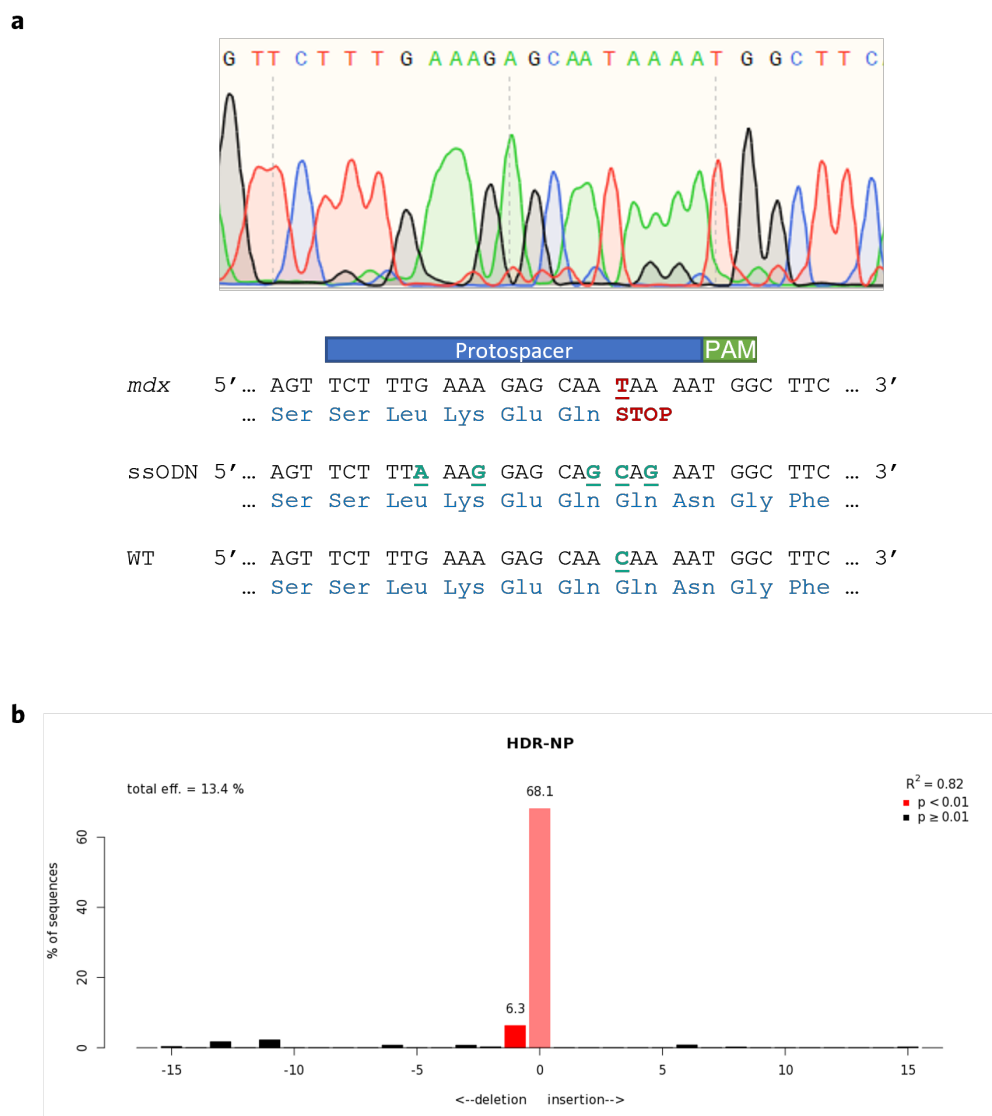 a
G TT C T T T G AAAGA G CAA T AAAAT G G C T T C
Protospacer PAM
mdx 5’… AGT TCT TTG AAA GAG CAA TAA AAT GGC TTC … 3’
… Ser Ser Leu Lys Glu Gln STOP
ssODN 5’… AGT TCT TTA AAG GAG CAG CAG AAT GGC TTC … 3’
… Ser Ser Leu Lys Glu Gln Gln Asn Gly Phe …
WT 5’… AGT TCT TTG AAA GAG CAA CAA AAT GGC TTC … 3’
… Ser Ser Leu Lys Glu Gln Gln Asn Gly Phe …
b
HDR-NP
total eff. = 13.4 %
68.1
R² = 0.82
p < 0.01
p ≥ 0.01
% of sequences
60
40
20
0
6.3
-15 -10 -5 0 5 10 15
<--deletion insertion-->